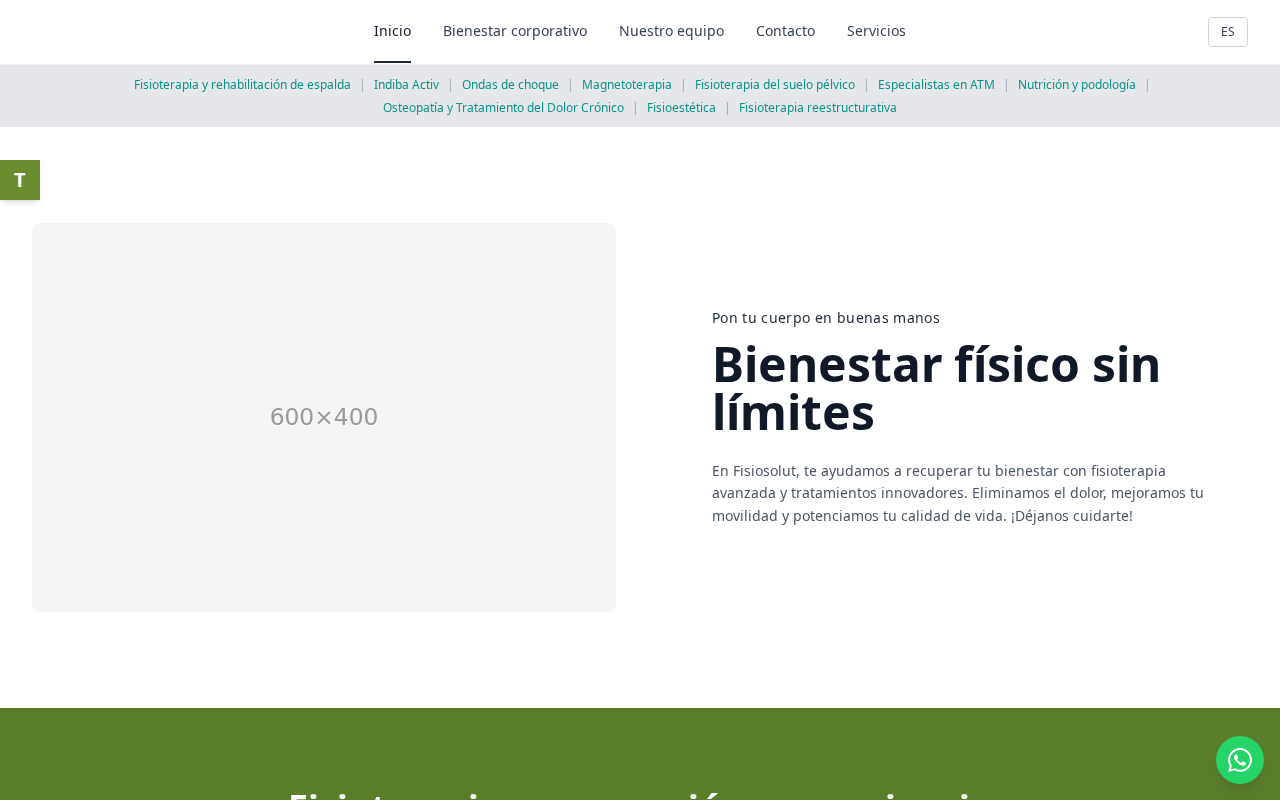 Inicio Bienestar corporativo Nuestro equipo Contacto Servicios ES
Fisioterapia y rehabilitación de espalda | Indiba Activ | Ondas de choque | Magnetoterapia | Fisioterapia del suelo pélvico | Especialistas en ATM | Nutrición y podología |
Osteopatía y Tratamiento del Dolor Crónico | Fisioestética | Fisioterapia reestructurativa
T
600×400
Pon tu cuerpo en buenas manos
Bienestar físico sin
límites
En Fisiosolut, te ayudamos a recuperar tu bienestar con fisioterapia
avanzada y tratamientos innovadores. Eliminamos el dolor, mejoramos tu
movilidad y potenciamos tu calidad de vida. ¡Déjanos cuidarte!